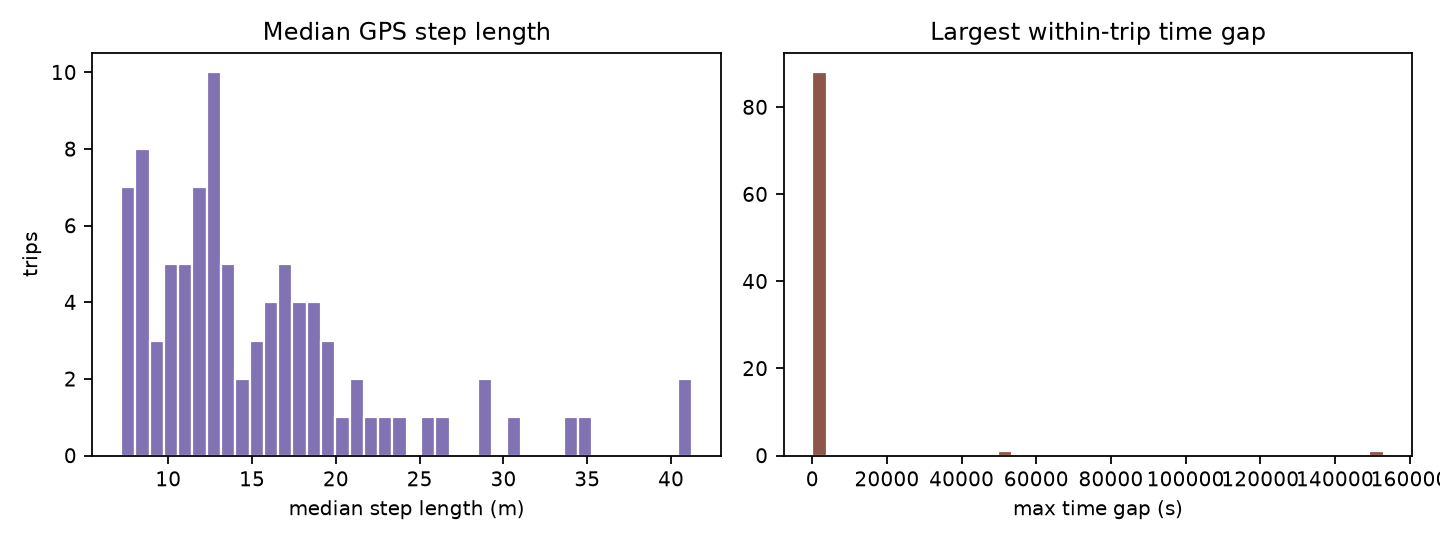 Median GPS step length
Largest within-trip time gap
trips
10
8
6
4
2
0
10 15 20 25 30 35 40
median step length (m)
80
60
40
20
0
0 20000 40000 60000 80000 100000 120000 140000 160000
max time gap (s)